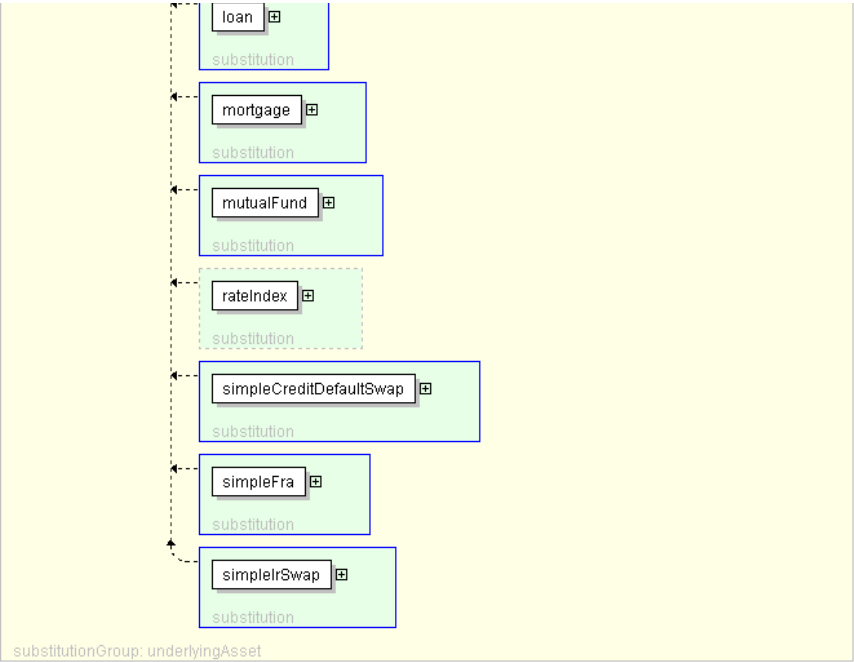 loan
substitution
mortgage
substitution
mutualFund
substitution
rateIndex
substitution
simpleCreditDefaultSwap
substitution
simpleFra
substitution
simpleIrSwap
substitution
substitutionGroup: underlyingAsset